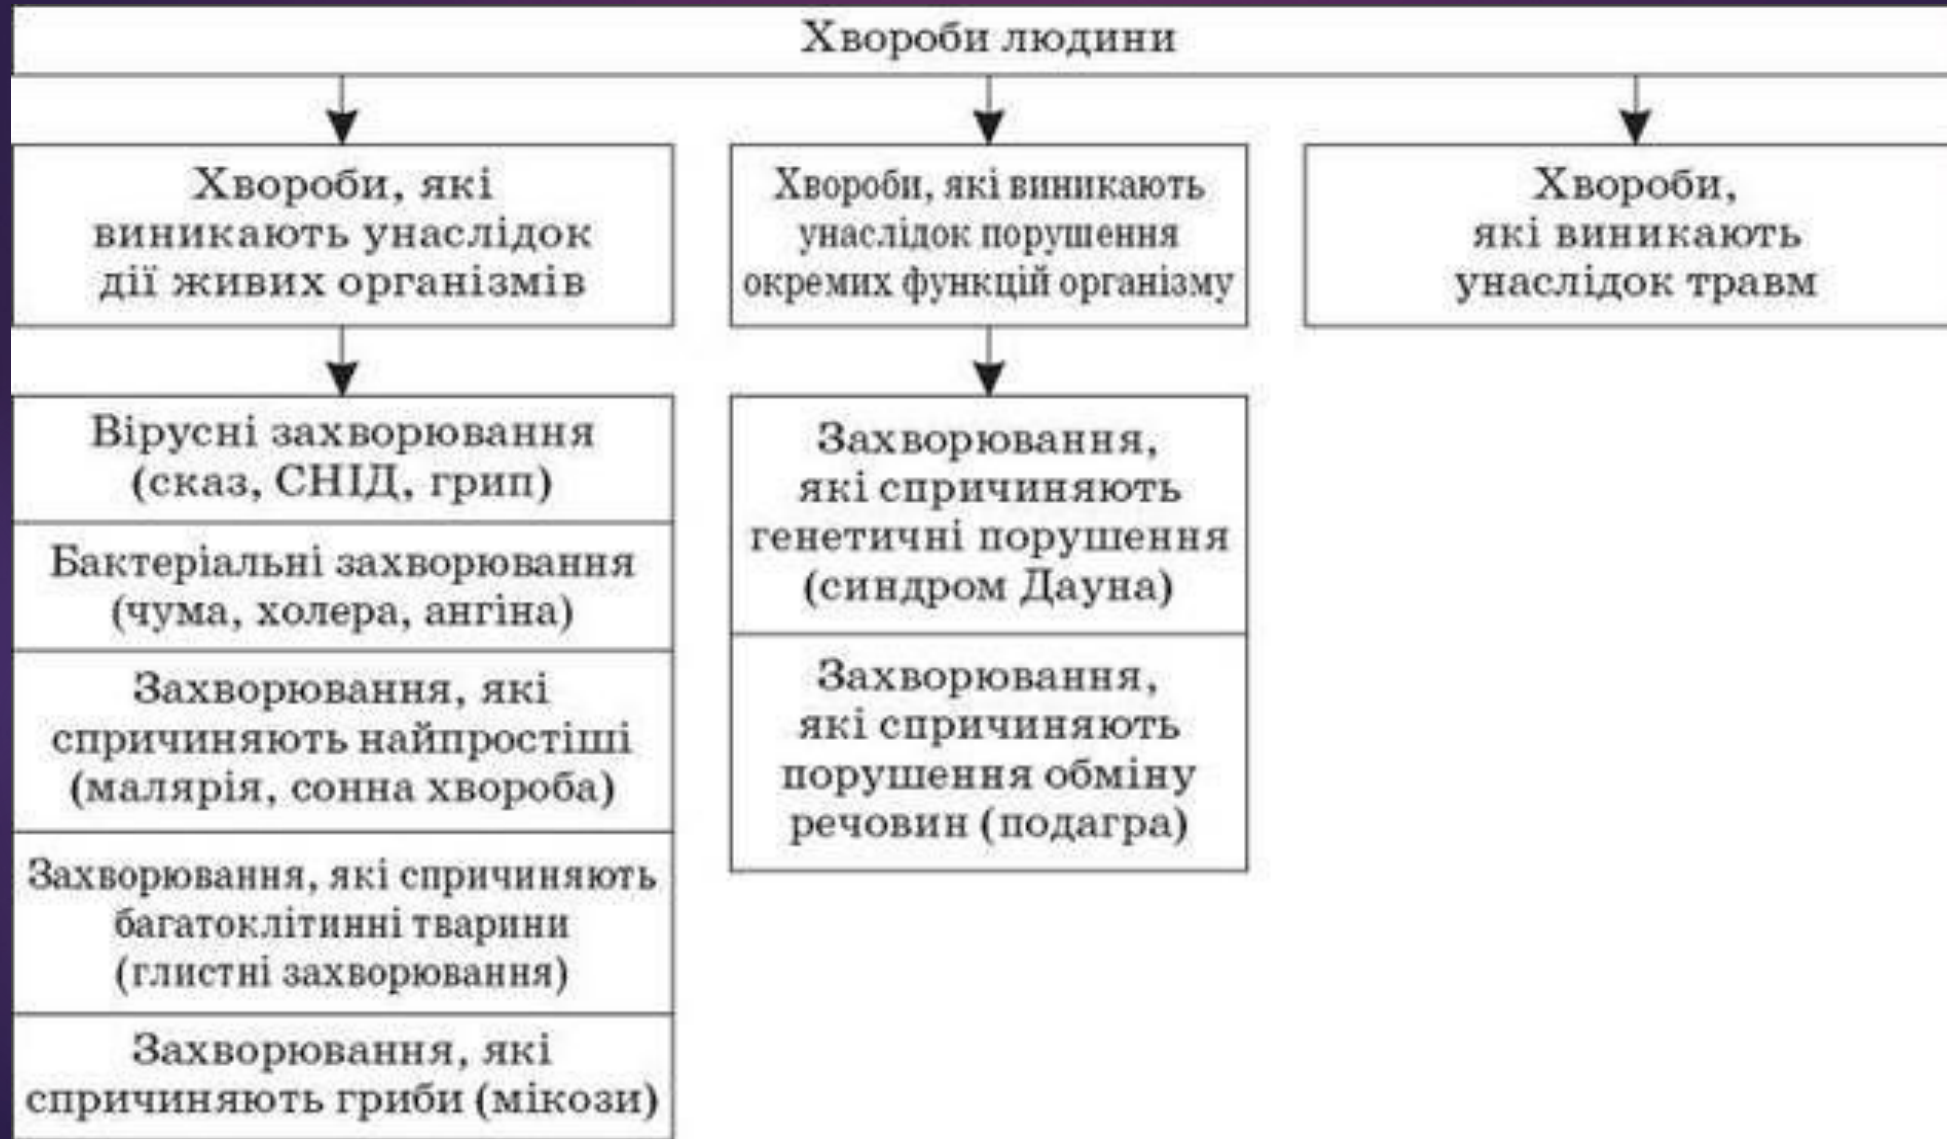 Хвороби людини
Хвороби, які
виникають унаслідок
дії живих організмів
Хвороби, які виникають
унаслідок порушення
окремих функцій організму
Хвороби,
які виникають
унаслідок травм
Вірусні захворювання
(сказ, СНІД, грип)
Бактеріальні захворювання
(чума, холера, ангіна)
Захворювання, які
спричиняють найпростіші
(малярія, сонна хвороба)
Захворювання, які спричиняють
багатоклітинні тварини
(глистні захворювання)
Захворювання, які
спричиняють гриби (мікози)
Захворювання,
які спричиняють
генетичні порушення
(синдром Дауна)
Захворювання,
які спричиняють
порушення обміну
речовин (подагра)